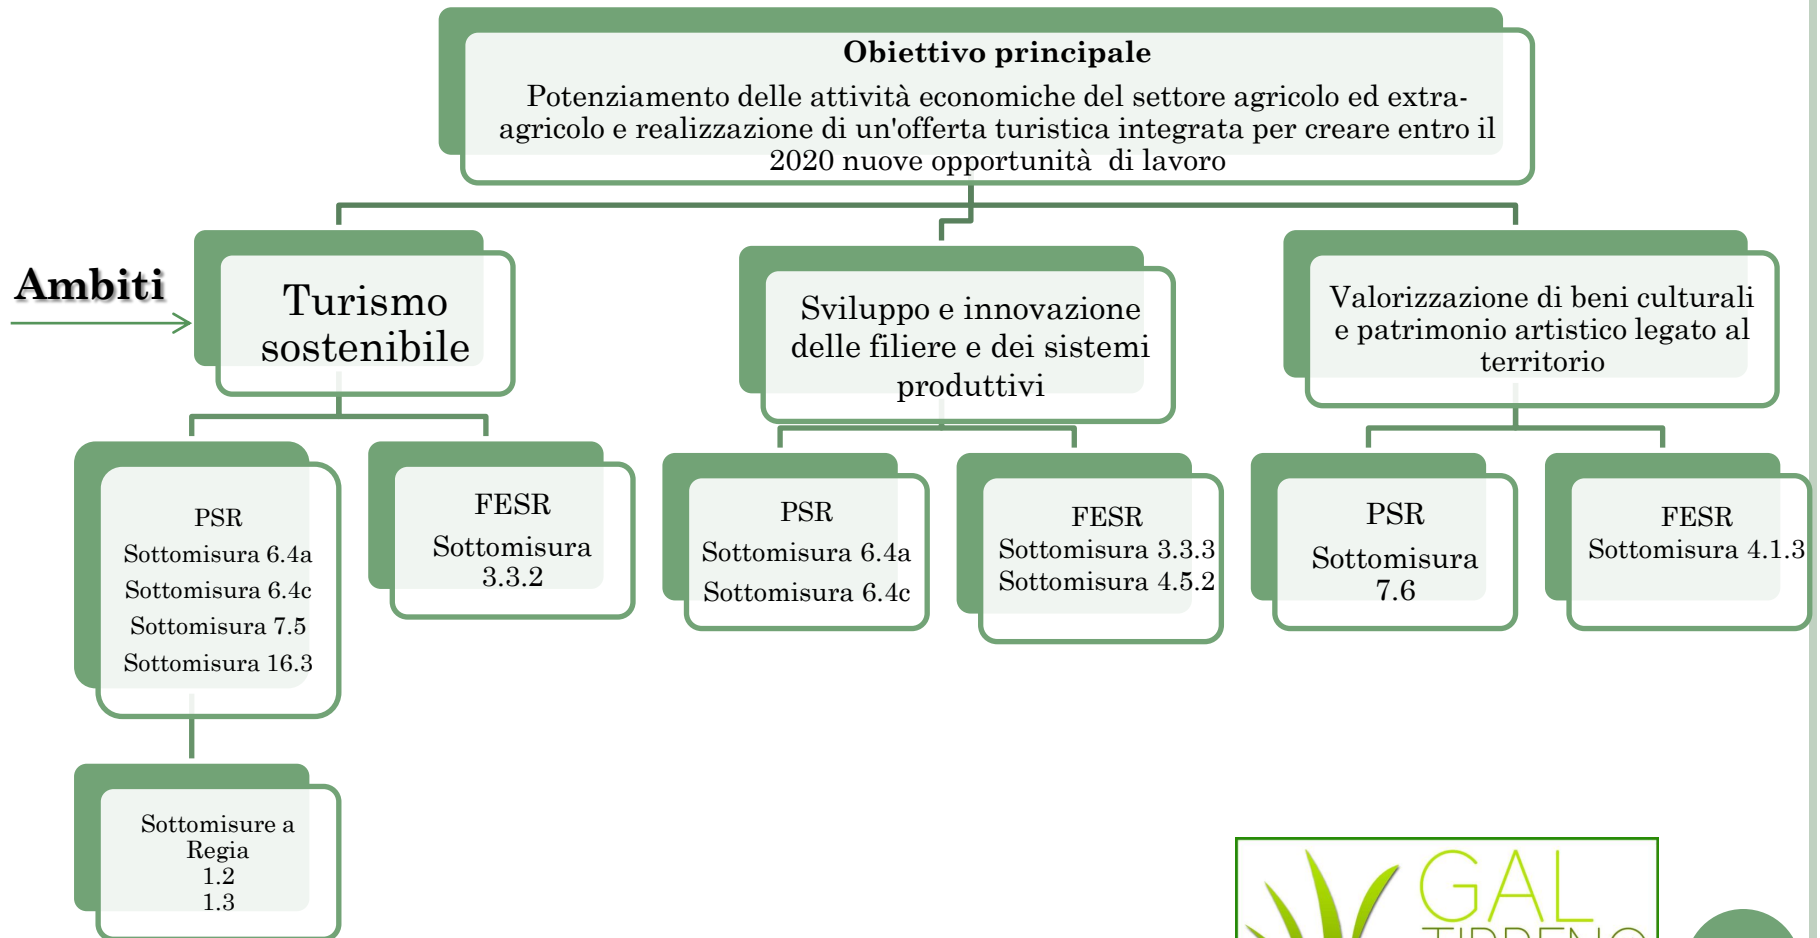 Obiettivo principale
Potenziamento delle attività economiche del settore agricolo ed extra-
agricolo e realizzazione di un'offerta turistica integrata per creare entro il
2020 nuove opportunità di lavoro
Ambiti
Turismo
sostenibile
Sviluppo e innovazione
delle filiere e dei sistemi
produttivi
Valorizzazione di beni culturali
e patrimonio artistico legato al
territorio
PSR
Sottomisura 6.4a
Sottomisura 6.4c
Sottomisura 7.5
Sottomisura 16.3
FESR
Sottomisura
3.3.2
PSR
Sottomisura 6.4a
Sottomisura 6.4c
FESR
Sottomisura 3.3.3
Sottomisura 4.5.2
PSR
Sottomisura
7.6
FESR
Sottomisura 4.1.3
Sottomisure a
Regia
1.2
1.3
GAL
TIRRENO